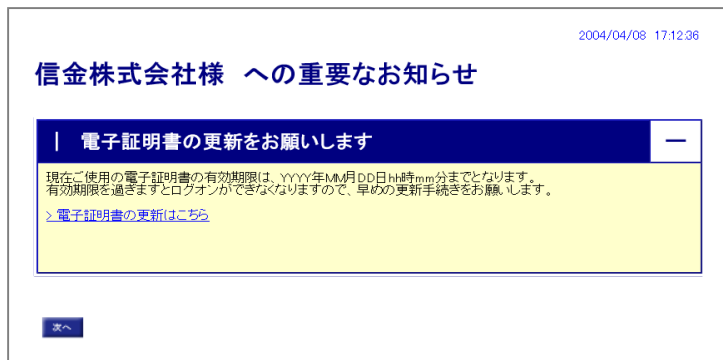 2004/04/08 17:12:36
信金株式会社様 への重要なお知らせ
| 電子証明書の更新をお願いします
現在ご使用の電子証明書の有効期限は、YYYY年MM月DD日hh時mm分までとなります。
有効期限を過ぎますとログオンができなくなりますので、早めの更新手続きをお願いします。
> 電子証明書の更新はこちら
次へ